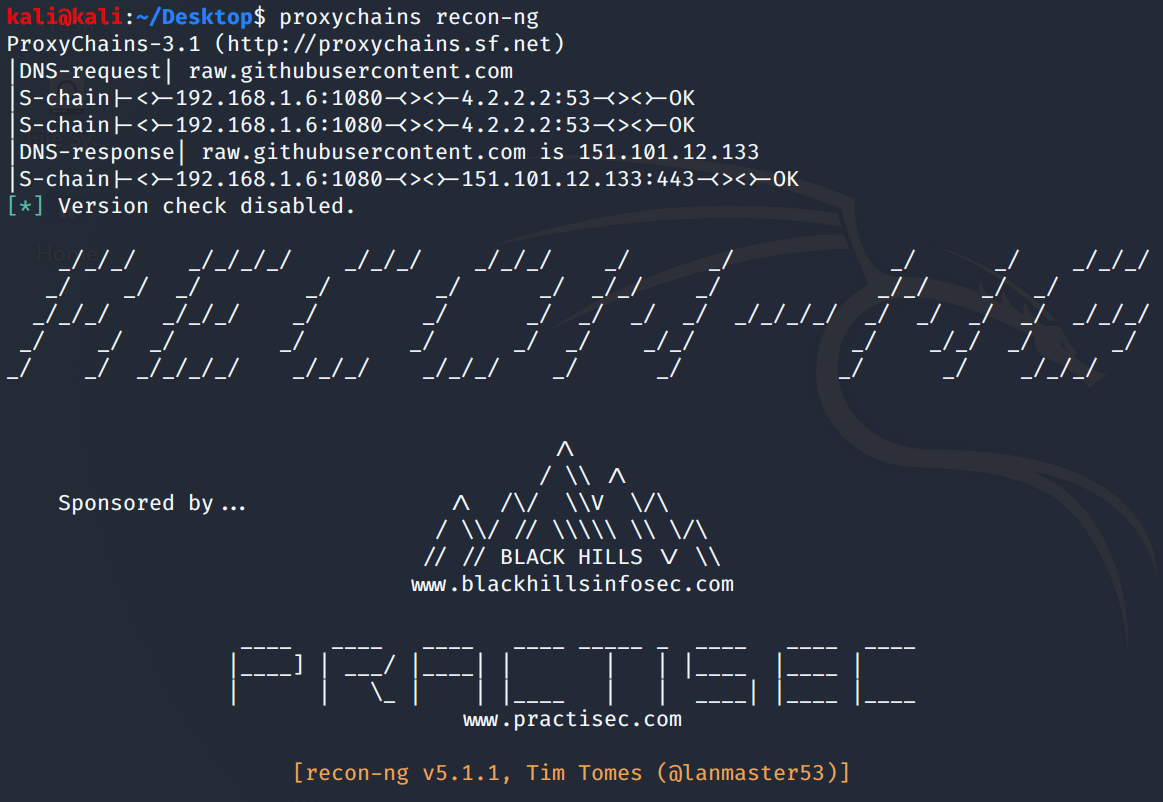 kali@kali:~/Desktop$ proxychains recon-ng
ProxyChains-3.1 (http://proxychains.sf.net)
|DNS-request| raw.githubusercontent.com
|S-chain|-<>-192.168.1.6:1080-<><>-4.2.2.2:53-<><>-OK
|S-chain|-<>-192.168.1.6:1080-<><>-4.2.2.2:53-<><>-OK
|DNS-response| raw.githubusercontent.com is 151.101.12.133
|S-chain|-<>-192.168.1.6:1080-<><>-151.101.12.133:443-<><>-OK
[*] Version check disabled.
Home
RECON-NG
Sponsored by...
BLACK HILLS
www.blackhillsinfosec.com
PRACTISEC
www.practisec.com
[recon-ng v5.1.1, Tim Tomes (@lanmaster53)]